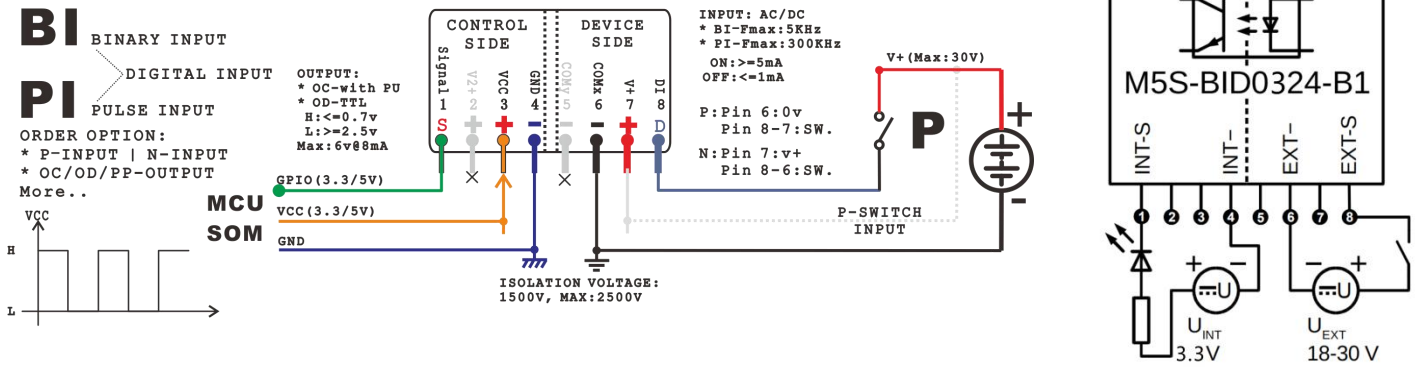 BI BINARY INPUT
DIGITAL INPUT
PI PULSE INPUT
ORDER OPTION:
* P-INPUT | N-INPUT
* OC/OD/PP-OUTPUT
More..
VCC
H
L
OUTPUT:
* OC-with PU
* OD-TTL
H:<=0.7v
L:>=2.5v
Max:6v@8mA
MCU
SOM
GPIO(3.3/5V)
VCC(3.3/5V)
GND
CONTROL SIDE
DEVICE SIDE
Signal 1 S
V2+ 2 +
VCC 3 +
GND 4 -
COMy 5 -
COMx 6 -
V+ 7 +
DI 8 D
ISOLATION VOLTAGE:
1500V, MAX:2500V
INPUT: AC/DC
* BI-Fmax:5KHz
* PI-Fmax:300KHz
ON:>=5mA
OFF:<=1mA
P:Pin 6:0v
Pin 8-7:SW.
N:Pin 7:v+
Pin 8-6:SW.
V+(Max:30V)
P
+
-
P-SWITCH
INPUT
M5S-BID0324-B1
INT-S
INT–
EXT–
EXT-S
1 2 3 4 5 6 7 8
+ –
U
– +
U
U INT
3.3V
U EXT
18-30 V